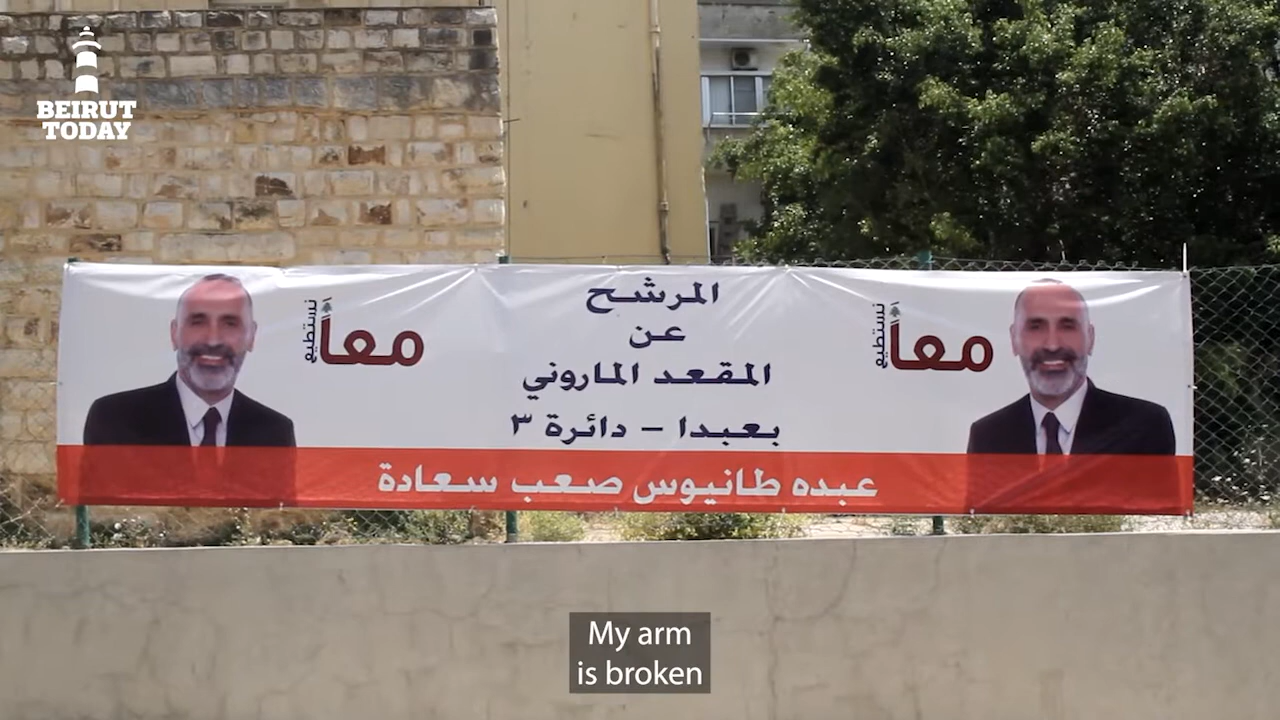 BEIRUT
TODAY
المرشح
عن
المقعد الماروني
بعبدا – دائرة ٣
عبده طانيوس صعب سعادة
معاً
نستطيع
معاً
نستطيع
My arm
is broken